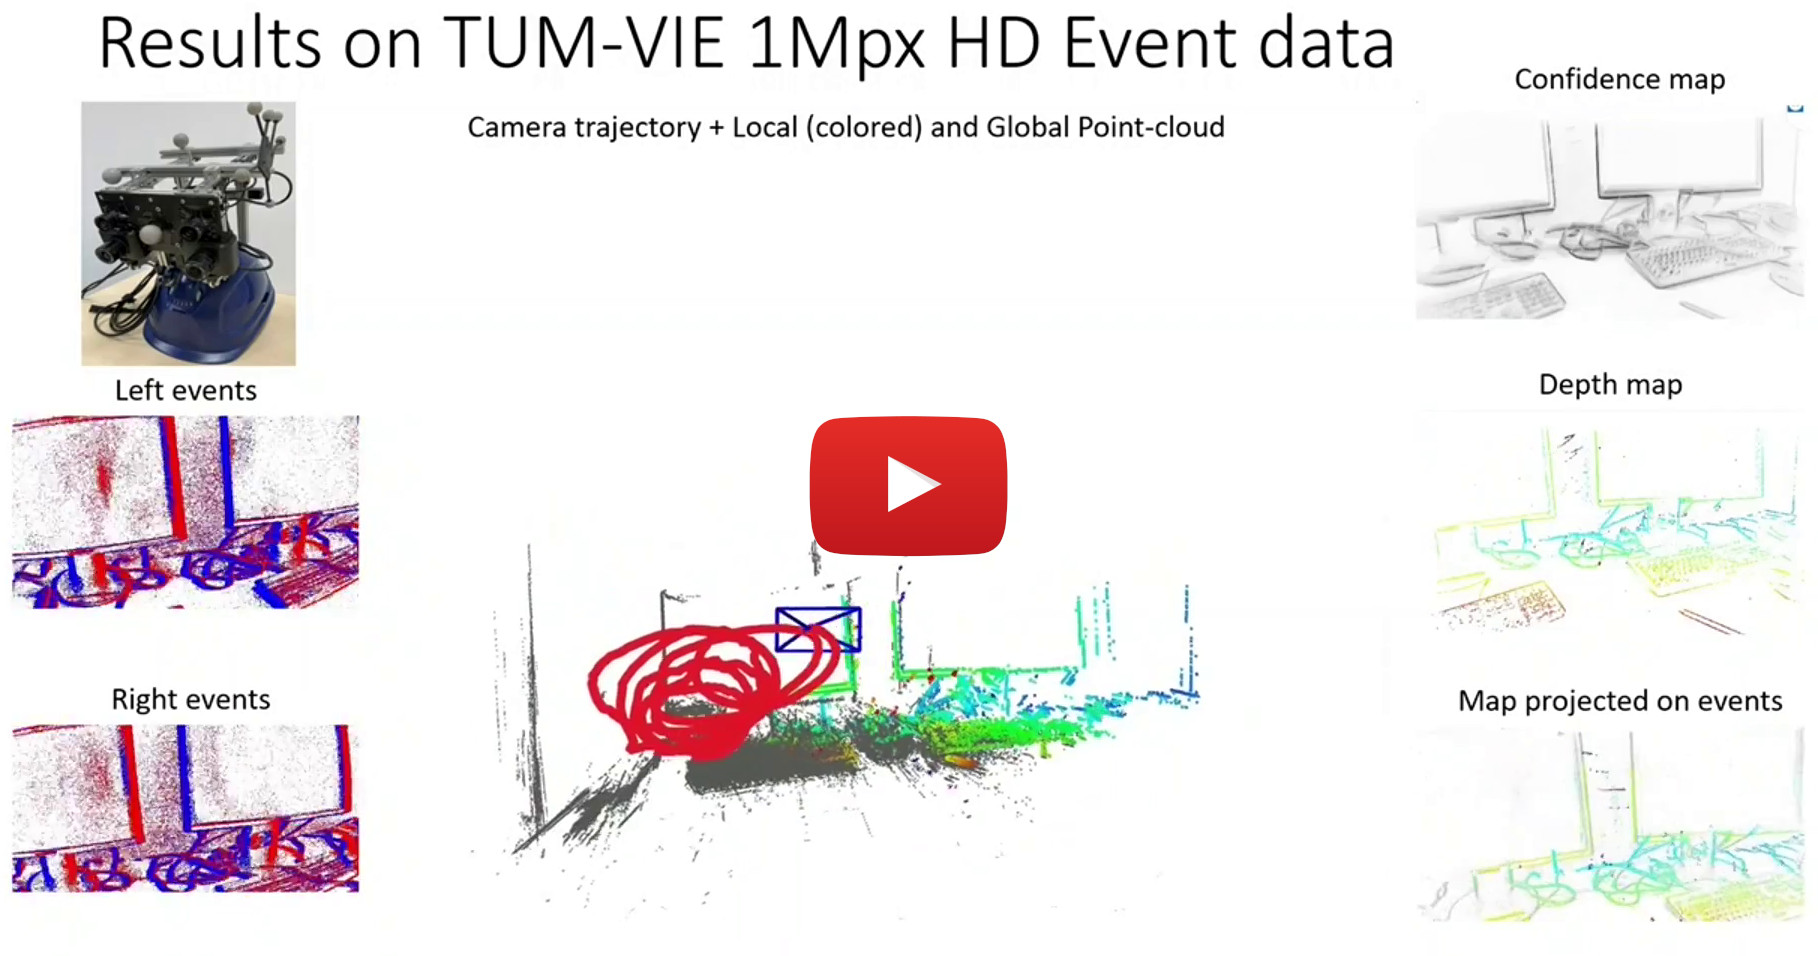 Results on TUM-VIE 1Mpx HD Event data
Camera trajectory + Local (colored) and Global Point-cloud
Confidence map
Left events
Depth map
Right events
Map projected on events